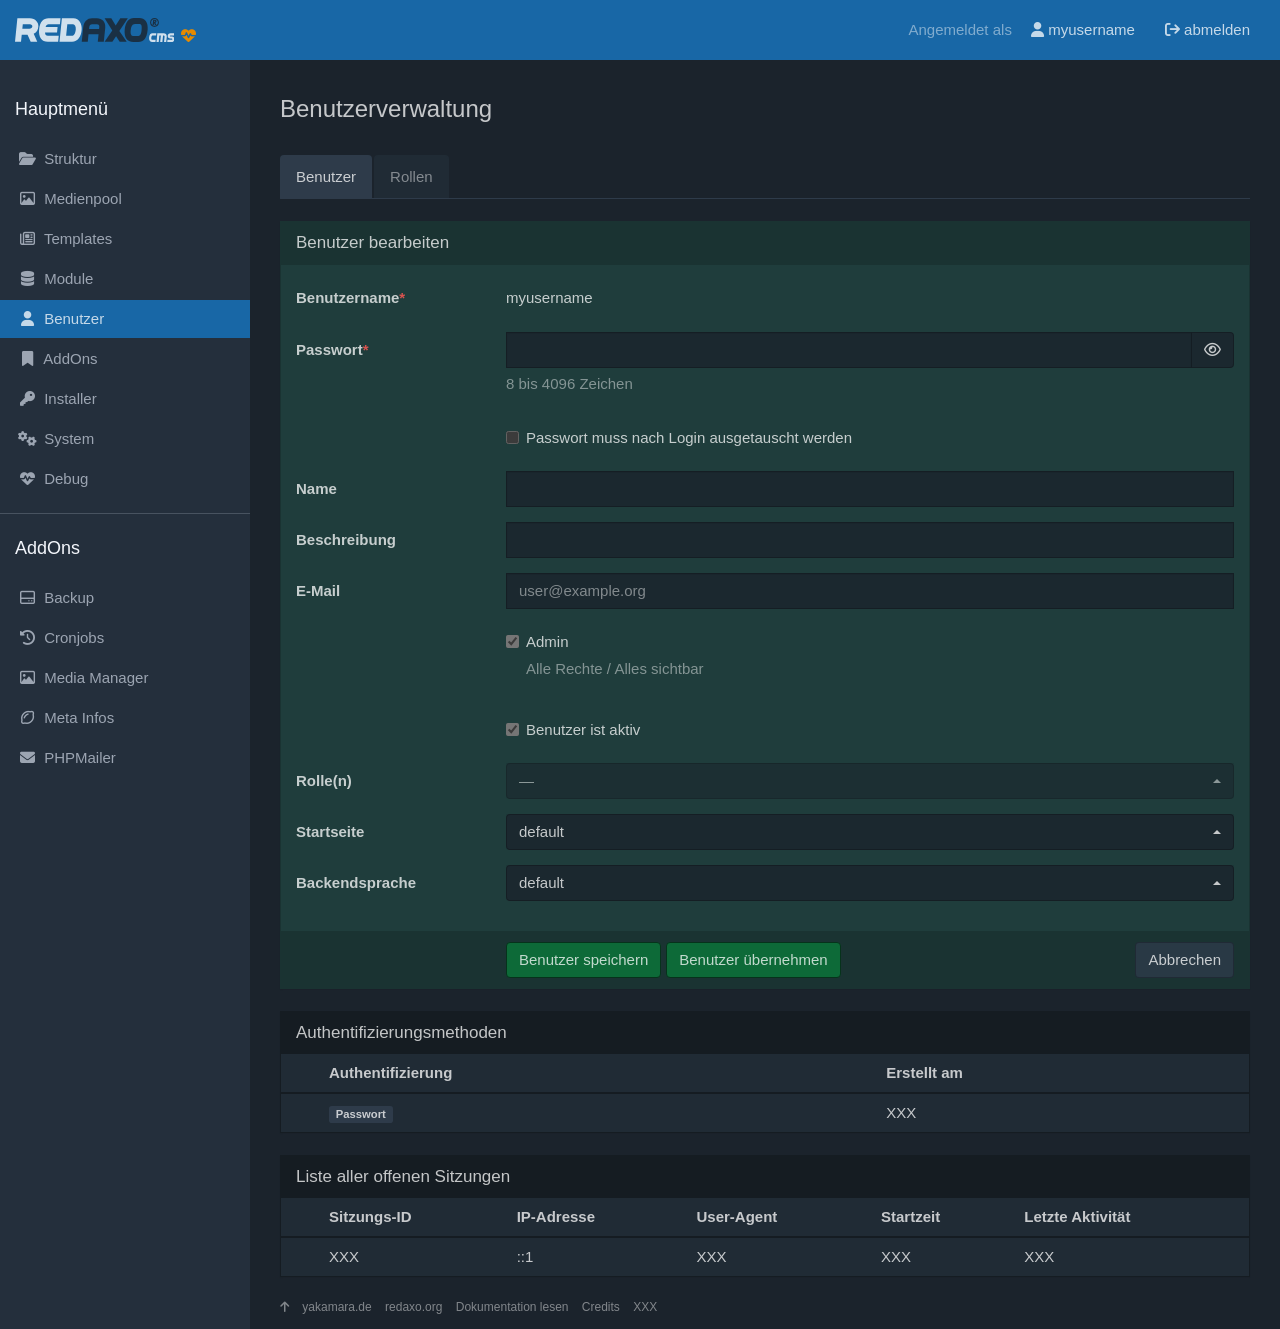 REDAXO® cms
Angemeldet als myusername abmelden
Hauptmenü
Struktur
Medienpool
Templates
Module
Benutzer
AddOns
Installer
System
Debug
AddOns
Backup
Cronjobs
Media Manager
Meta Infos
PHPMailer
Benutzerverwaltung
Benutzer Rollen
Benutzer bearbeiten
Benutzername* myusername
Passwort*
8 bis 4096 Zeichen
Passwort muss nach Login ausgetauscht werden
Name
Beschreibung
E-Mail user@example.org
Admin
Alle Rechte / Alles sichtbar
Benutzer ist aktiv
Rolle(n) —
Startseite default
Backendsprache default
Benutzer speichern Benutzer übernehmen Abbrechen
Authentifizierungsmethoden
Authentifizierung Erstellt am
Passwort XXX
Liste aller offenen Sitzungen
Sitzungs-ID IP-Adresse User-Agent Startzeit Letzte Aktivität
XXX ::1 XXX XXX XXX
yakamara.de redaxo.org Dokumentation lesen Credits XXX